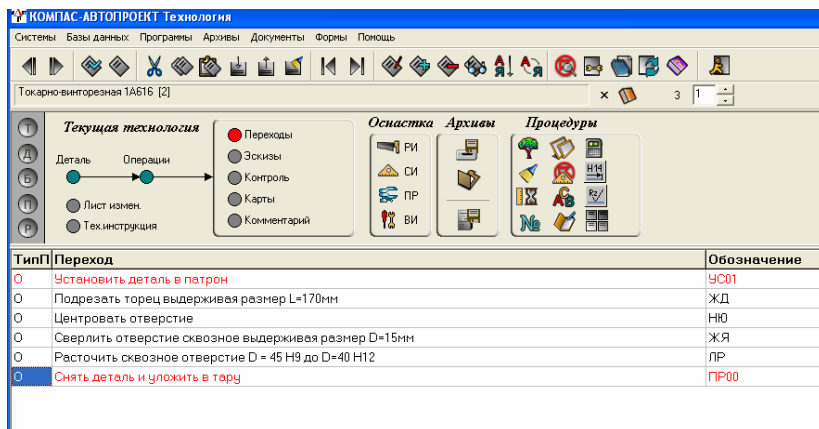 КОМПАС-АВТОПРОЕКТ Технология
Системы Базы данных Программы Архивы Документы Формы Помощь
Токарно-винторезная 1А616 [2] 3 1
Т Текущая технология Переходы Оснастка Архивы Процедуры
Д Деталь Операции Эскизы РИ
Б Контроль СИ H14
П Лист измен. Карты ПР Rz
Р Тех.инструкция Комментарий ВИ №
ТипП Переход Обозначение
О Установить деталь в патрон УС01
О Подрезать торец выдерживая размер L=170мм ЖД
О Центровать отверстие НЮ
О Сверлить отверстие сквозное выдерживая размер D=15мм ЖЯ
О Расточить сквозное отверстие D = 45 H9 до D=40 H12 ЛР
О Снять деталь и уложить в тару ПР00